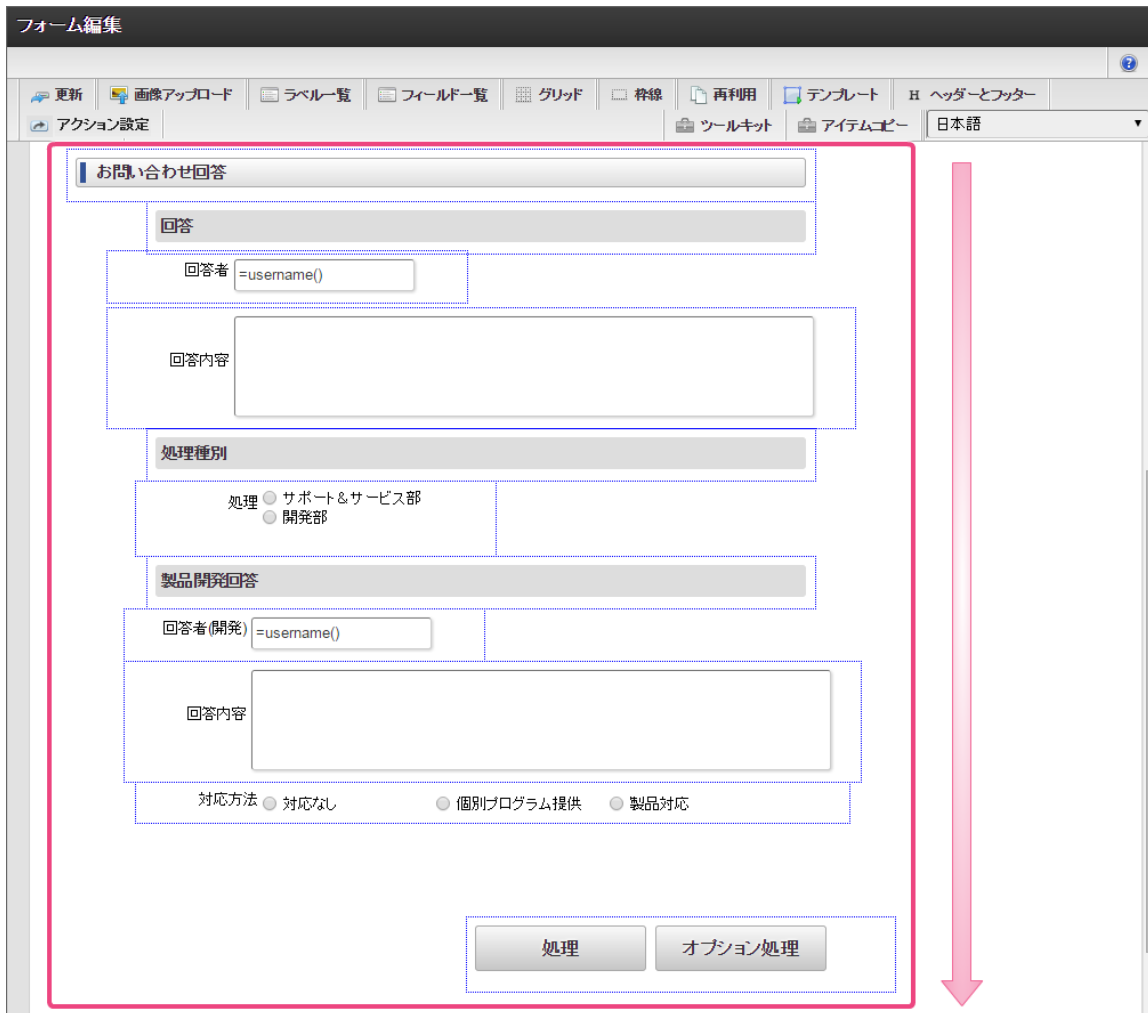 フォーム編集
更新 画像アップロード ラベル一覧 フィールド一覧 グリッド 枠線 再利用 テンプレート H ヘッダーとフッター
アクション設定 ツールキット アイテムコピー 日本語
お問い合わせ回答
回答
回答者 =username()
回答内容
処理種別
処理 サポート&サービス部
開発部
製品開発回答
回答者(開発) =username()
回答内容
対応方法 対応なし 個別プログラム提供 製品対応
処理 オプション処理